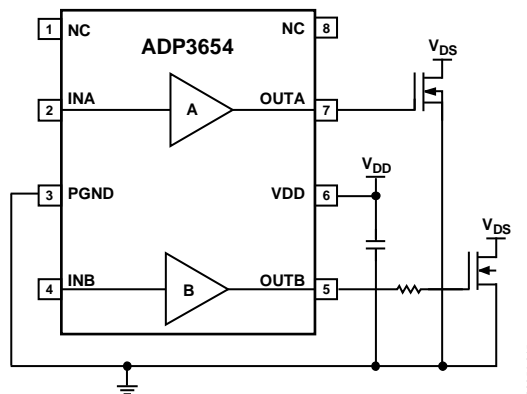 1 NC
ADP3654
NC 8
V_DS
2 INA
A
OUTA 7
3 PGND
VDD 6
V_DD
V_DS
4 INB
B
OUTB 5